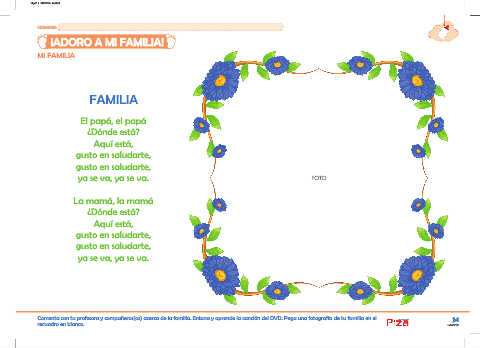 ¡ADORO A MI FAMILIA!
MI FAMILIA
FAMILIA
El papá, el papá
¿Dónde está?
Aquí está,
gusto en saludarte,
gusto en saludarte,
ya se va, ya se va.
La mamá, la mamá
¿Dónde está?
Aquí está,
gusto en saludarte,
gusto en saludarte,
ya se va, ya se va.
FOTO
Comenta con tu profesora y compañeros(as) acerca de la familia. Entona y aprende la canción del DVD. Pega una fotografía de tu familia en el
recuadro en blanco.